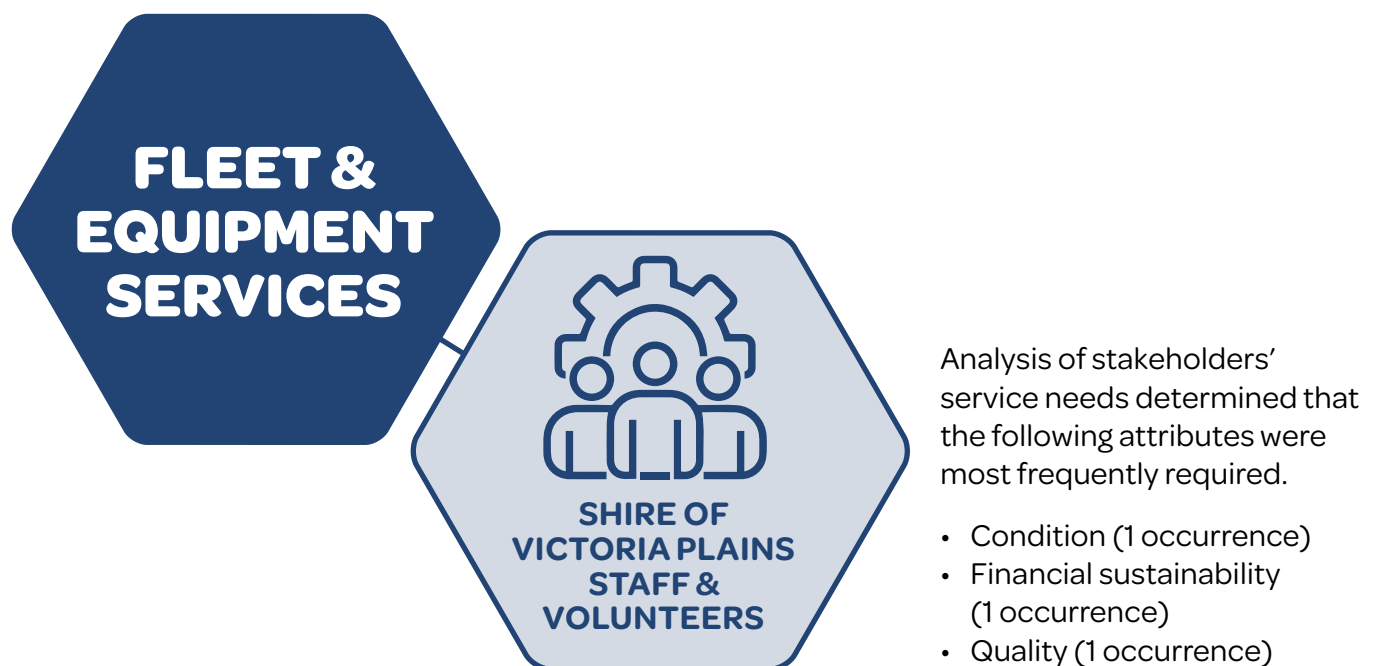 FLEET &
EQUIPMENT
SERVICES
SHIRE OF
VICTORIA PLAINS
STAFF &
VOLUNTEERS
Analysis of stakeholders’
service needs determined that
the following attributes were
most frequently required.
• Condition (1 occurrence)
• Financial sustainability
(1 occurrence)
• Quality (1 occurrence)